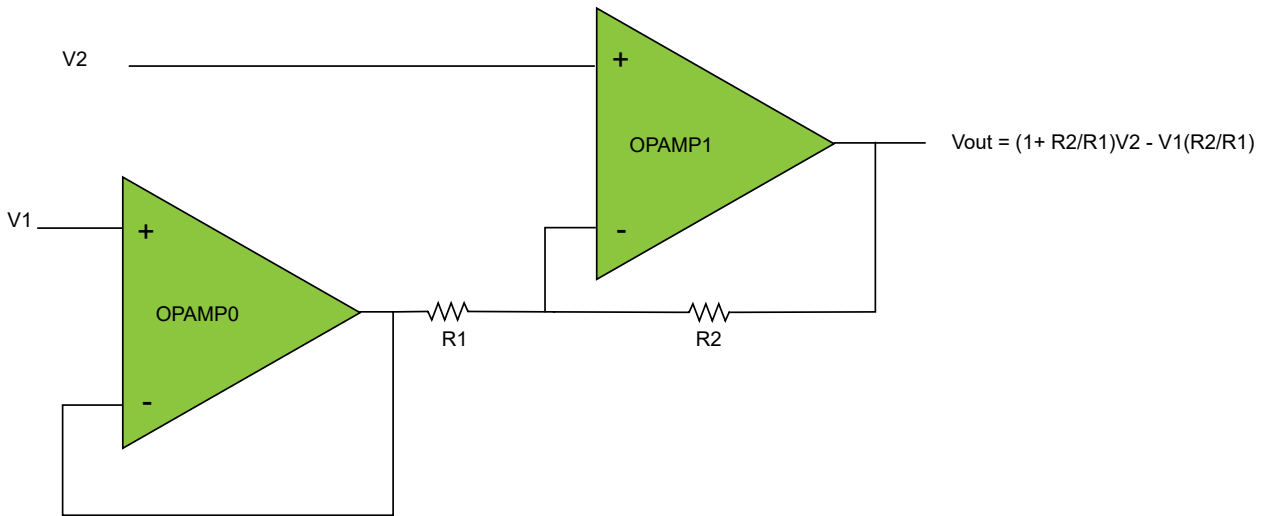 V2
+
OPAMP1
-
Vout = (1+ R2/R1)V2 - V1(R2/R1)
V1
+
OPAMP0
-
R1
R2